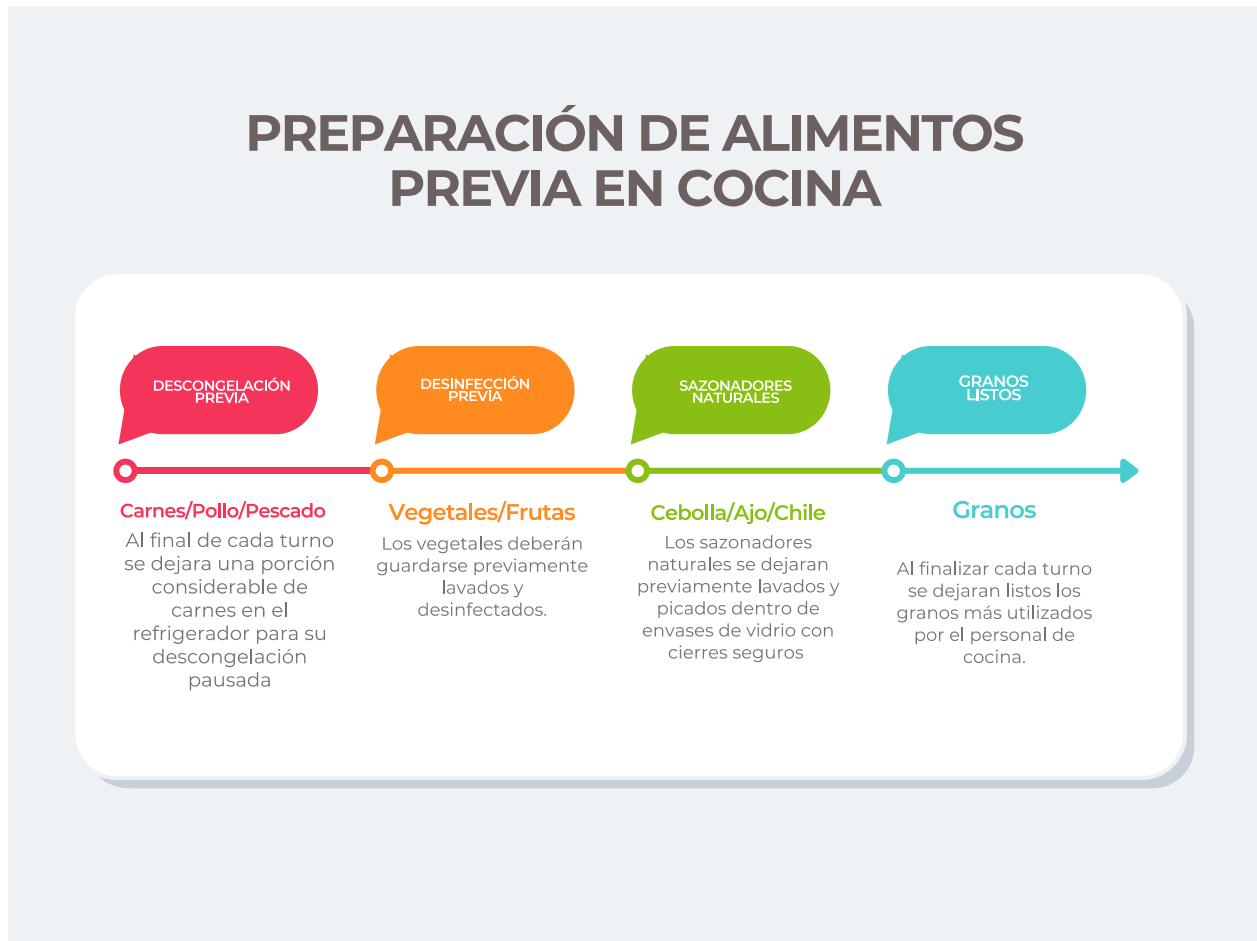 PREPARACIÓN DE ALIMENTOS
PREVIA EN COCINA
DESCONGELACIÓN
PREVIA
DESINFECCIÓN
PREVIA
SAZONADORES
NATURALES
GRANOS
LISTOS
Carnes/Pollo/Pescado
Al final de cada turno
se dejara una porción
considerable de
carnes en el
refrigerador para su
descongelación
pausada
Vegetales/Frutas
Los vegetales deberán
guardarse previamente
lavados y
desinfectados.
Cebolla/Ajo/Chile
Los sazonadores
naturales se dejaran
previamente lavados y
picados dentro de
envases de vidrio con
cierres seguros
Granos
Al finalizar cada turno
se dejaran listos los
granos más utilizados
por el personal de
cocina.